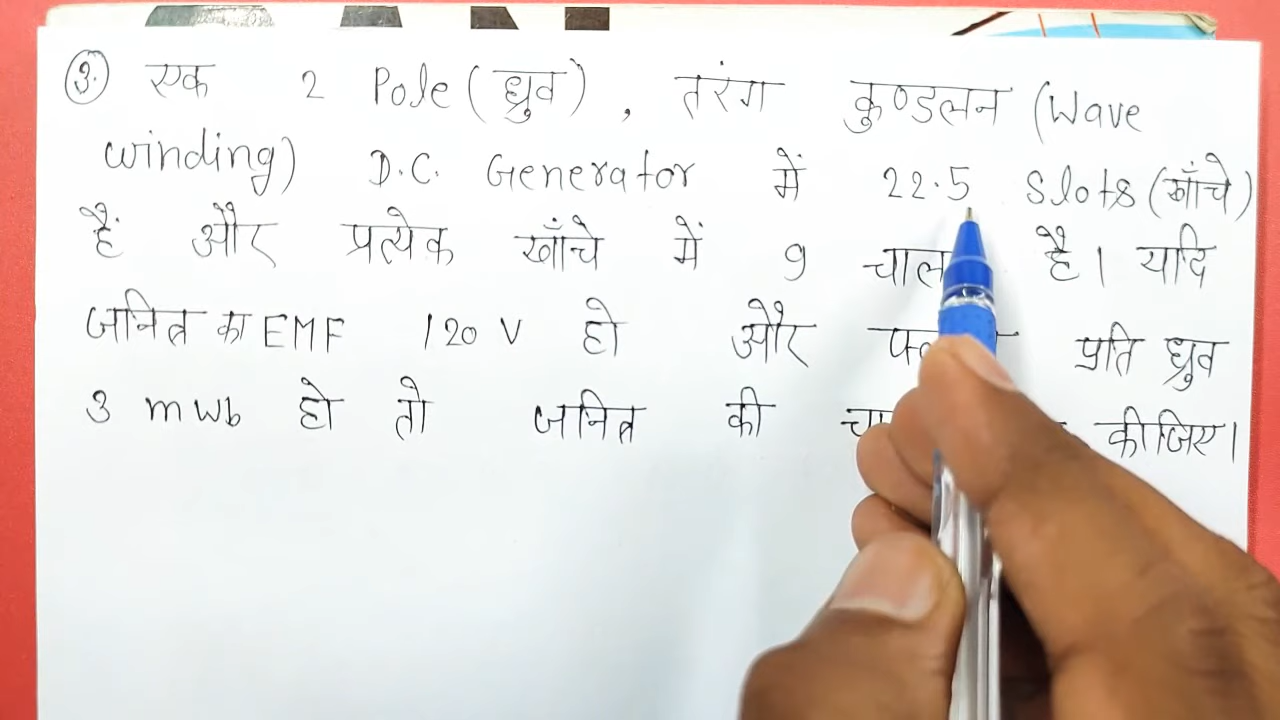 3. एक 2 Pole (ध्रुव), तरंग कुण्डलन (Wave
winding) D.C. Generator में 22.5 Slots (खाँचे)
हैं और प्रत्येक खाँचे में 9 है। यदि
जनित्र का EMF 120 V हो और प्रति ध्रुव
3 mwb हो तो जनित्र की कीजिए।